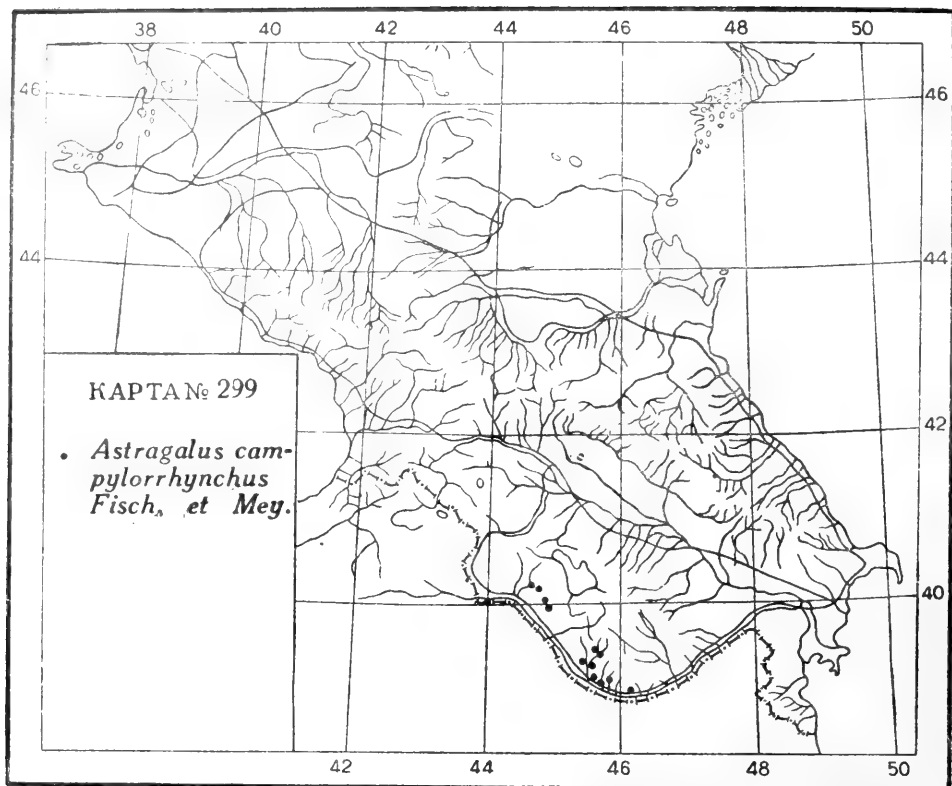 38 40 42 44 46 48 50
46 46
44 44
КАРТА № 299
• Astragalus cam-
pylorrhynchus
Fisch. et Mey.
42
40
42 44 46 48 50